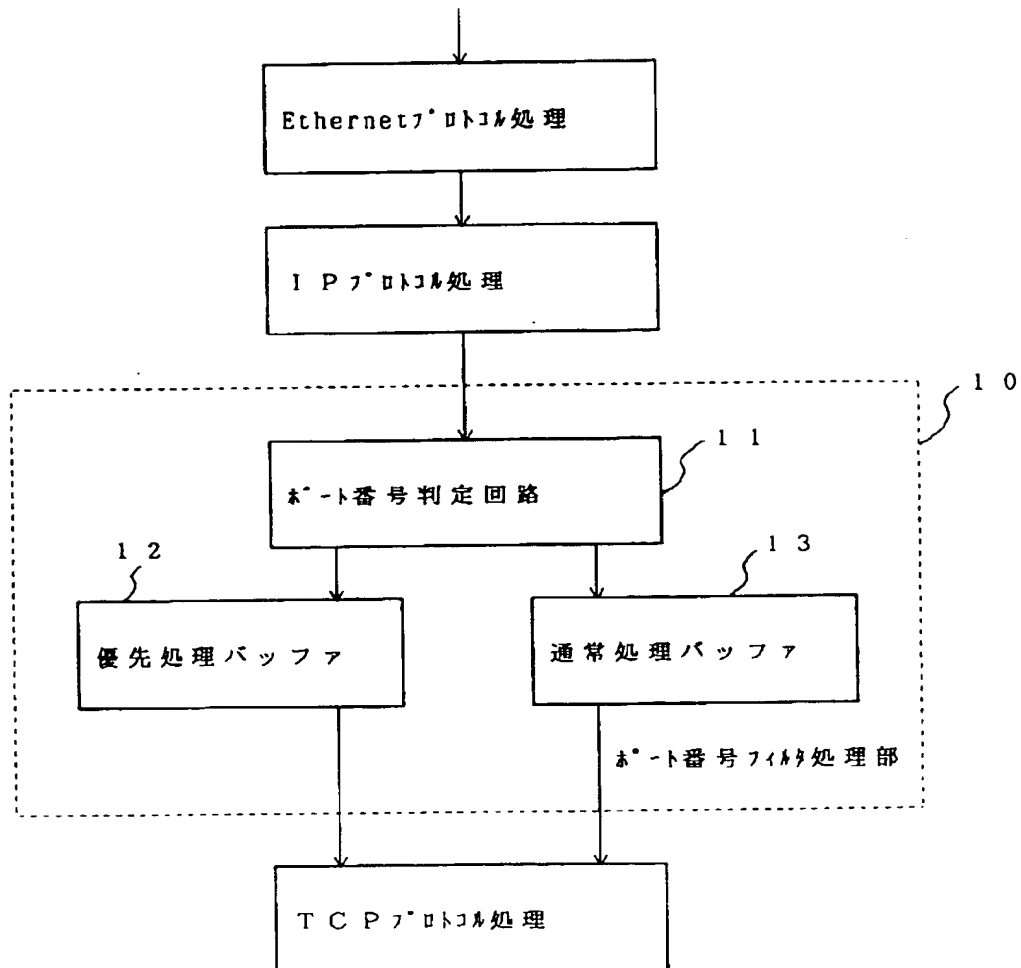 Ethernetプロトコル処理
IPプロトコル処理
10
11
ポート番号判定回路
12
13
優先処理バッファ
通常処理バッファ
ポート番号フィルタ処理部
TCPプロトコル処理